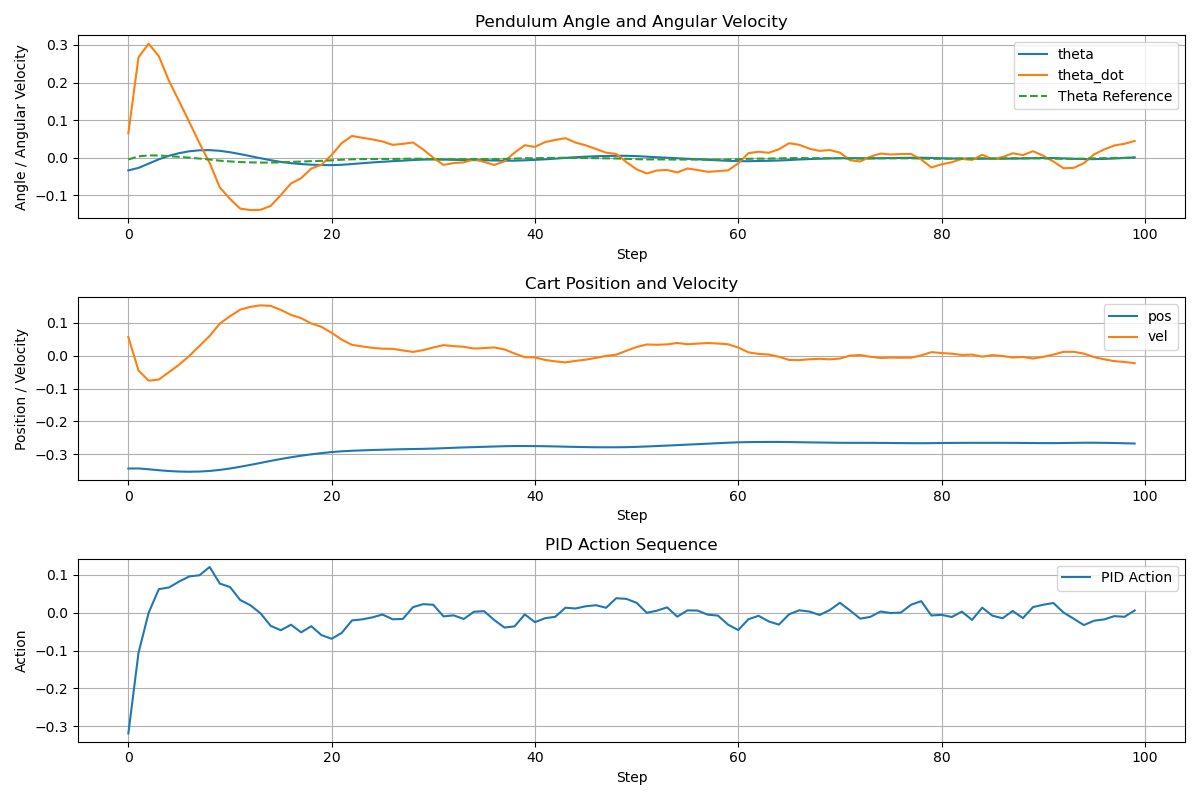 Pendulum Angle and Angular Velocity
Angle / Angular Velocity
0.3
0.2
0.1
0.0
−0.1
theta
theta_dot
Theta Reference
0 20 40 60 80 100
Step
Cart Position and Velocity
Position / Velocity
0.1
0.0
−0.1
−0.2
−0.3
pos
vel
0 20 40 60 80 100
Step
PID Action Sequence
Action
0.1
0.0
−0.1
−0.2
−0.3
PID Action
0 20 40 60 80 100
Step